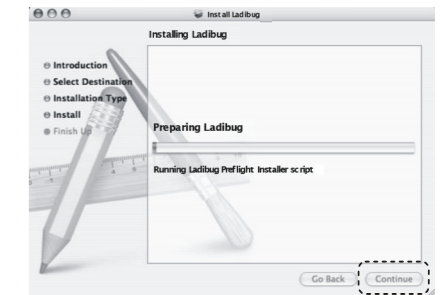 Install Ladibug
Installing Ladibug
Introduction
Select Destination
Installation Type
Install
Finish Up
Preparing Ladibug
Running Ladibug Preflight Installer script
Go Back
Continue